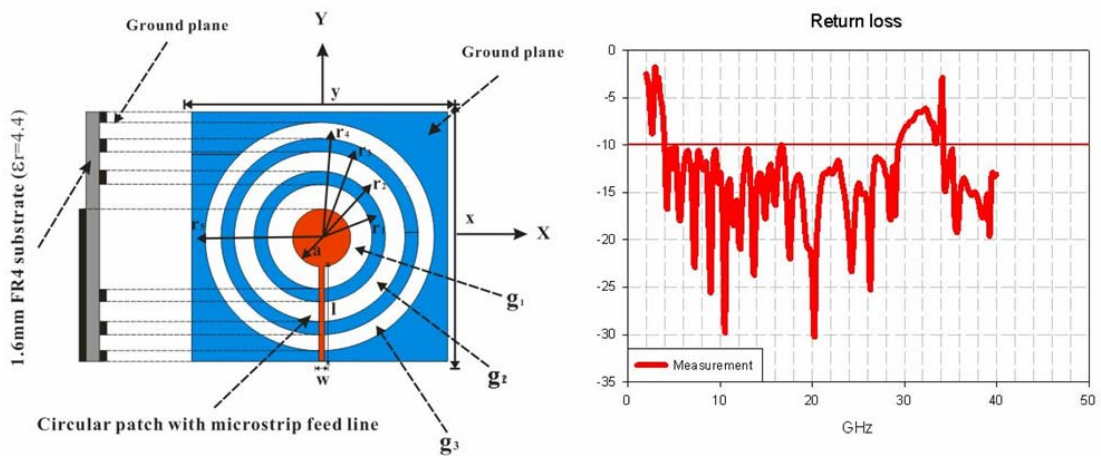 Ground plane
Y
Ground plane
y
1.6mm FR4 substrate (εr=4.4)
r4
r3
r2
r1
r5
a
x
X
g1
l
g2
w
Circular patch with microstrip feed line
g3
Return loss
0
-5
-10
-15
-20
-25
-30
-35
Measurement
0 10 20 30 40 50
GHz